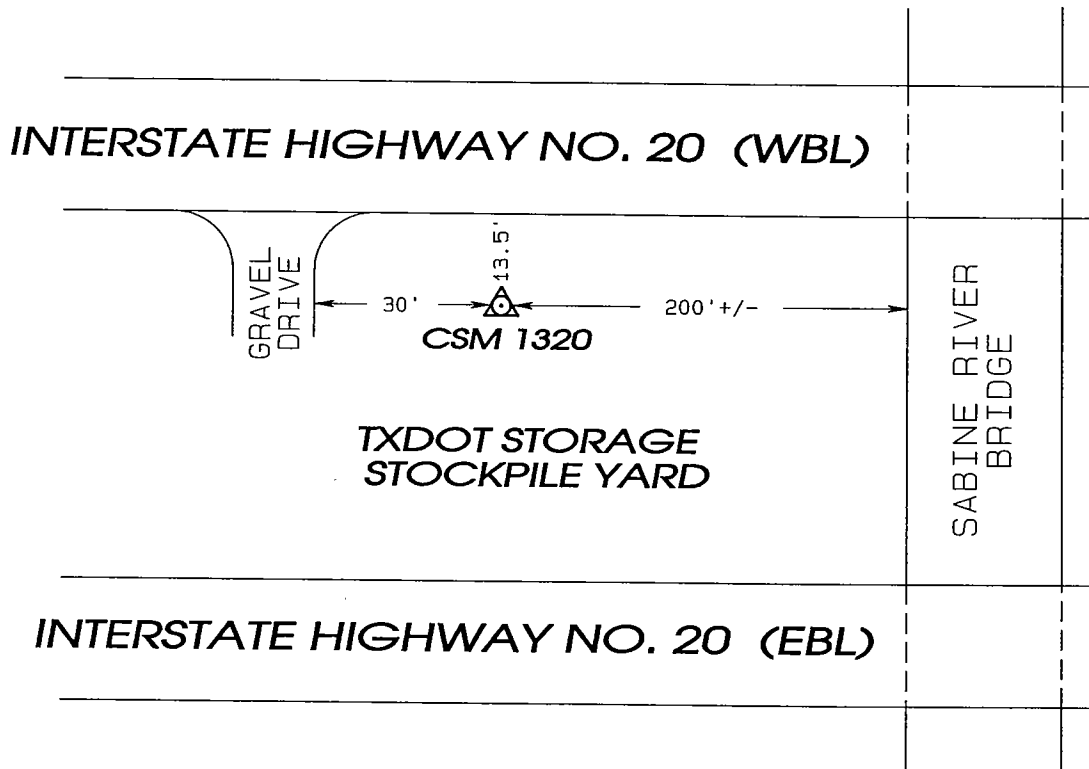 INTERSTATE HIGHWAY NO. 20 (WBL)
GRAVEL
DRIVE
30'
13.5'
200'+/-
CSM 1320
TXDOT STORAGE
STOCKPILE YARD
SABINE RIVER
BRIDGE
INTERSTATE HIGHWAY NO. 20 (EBL)